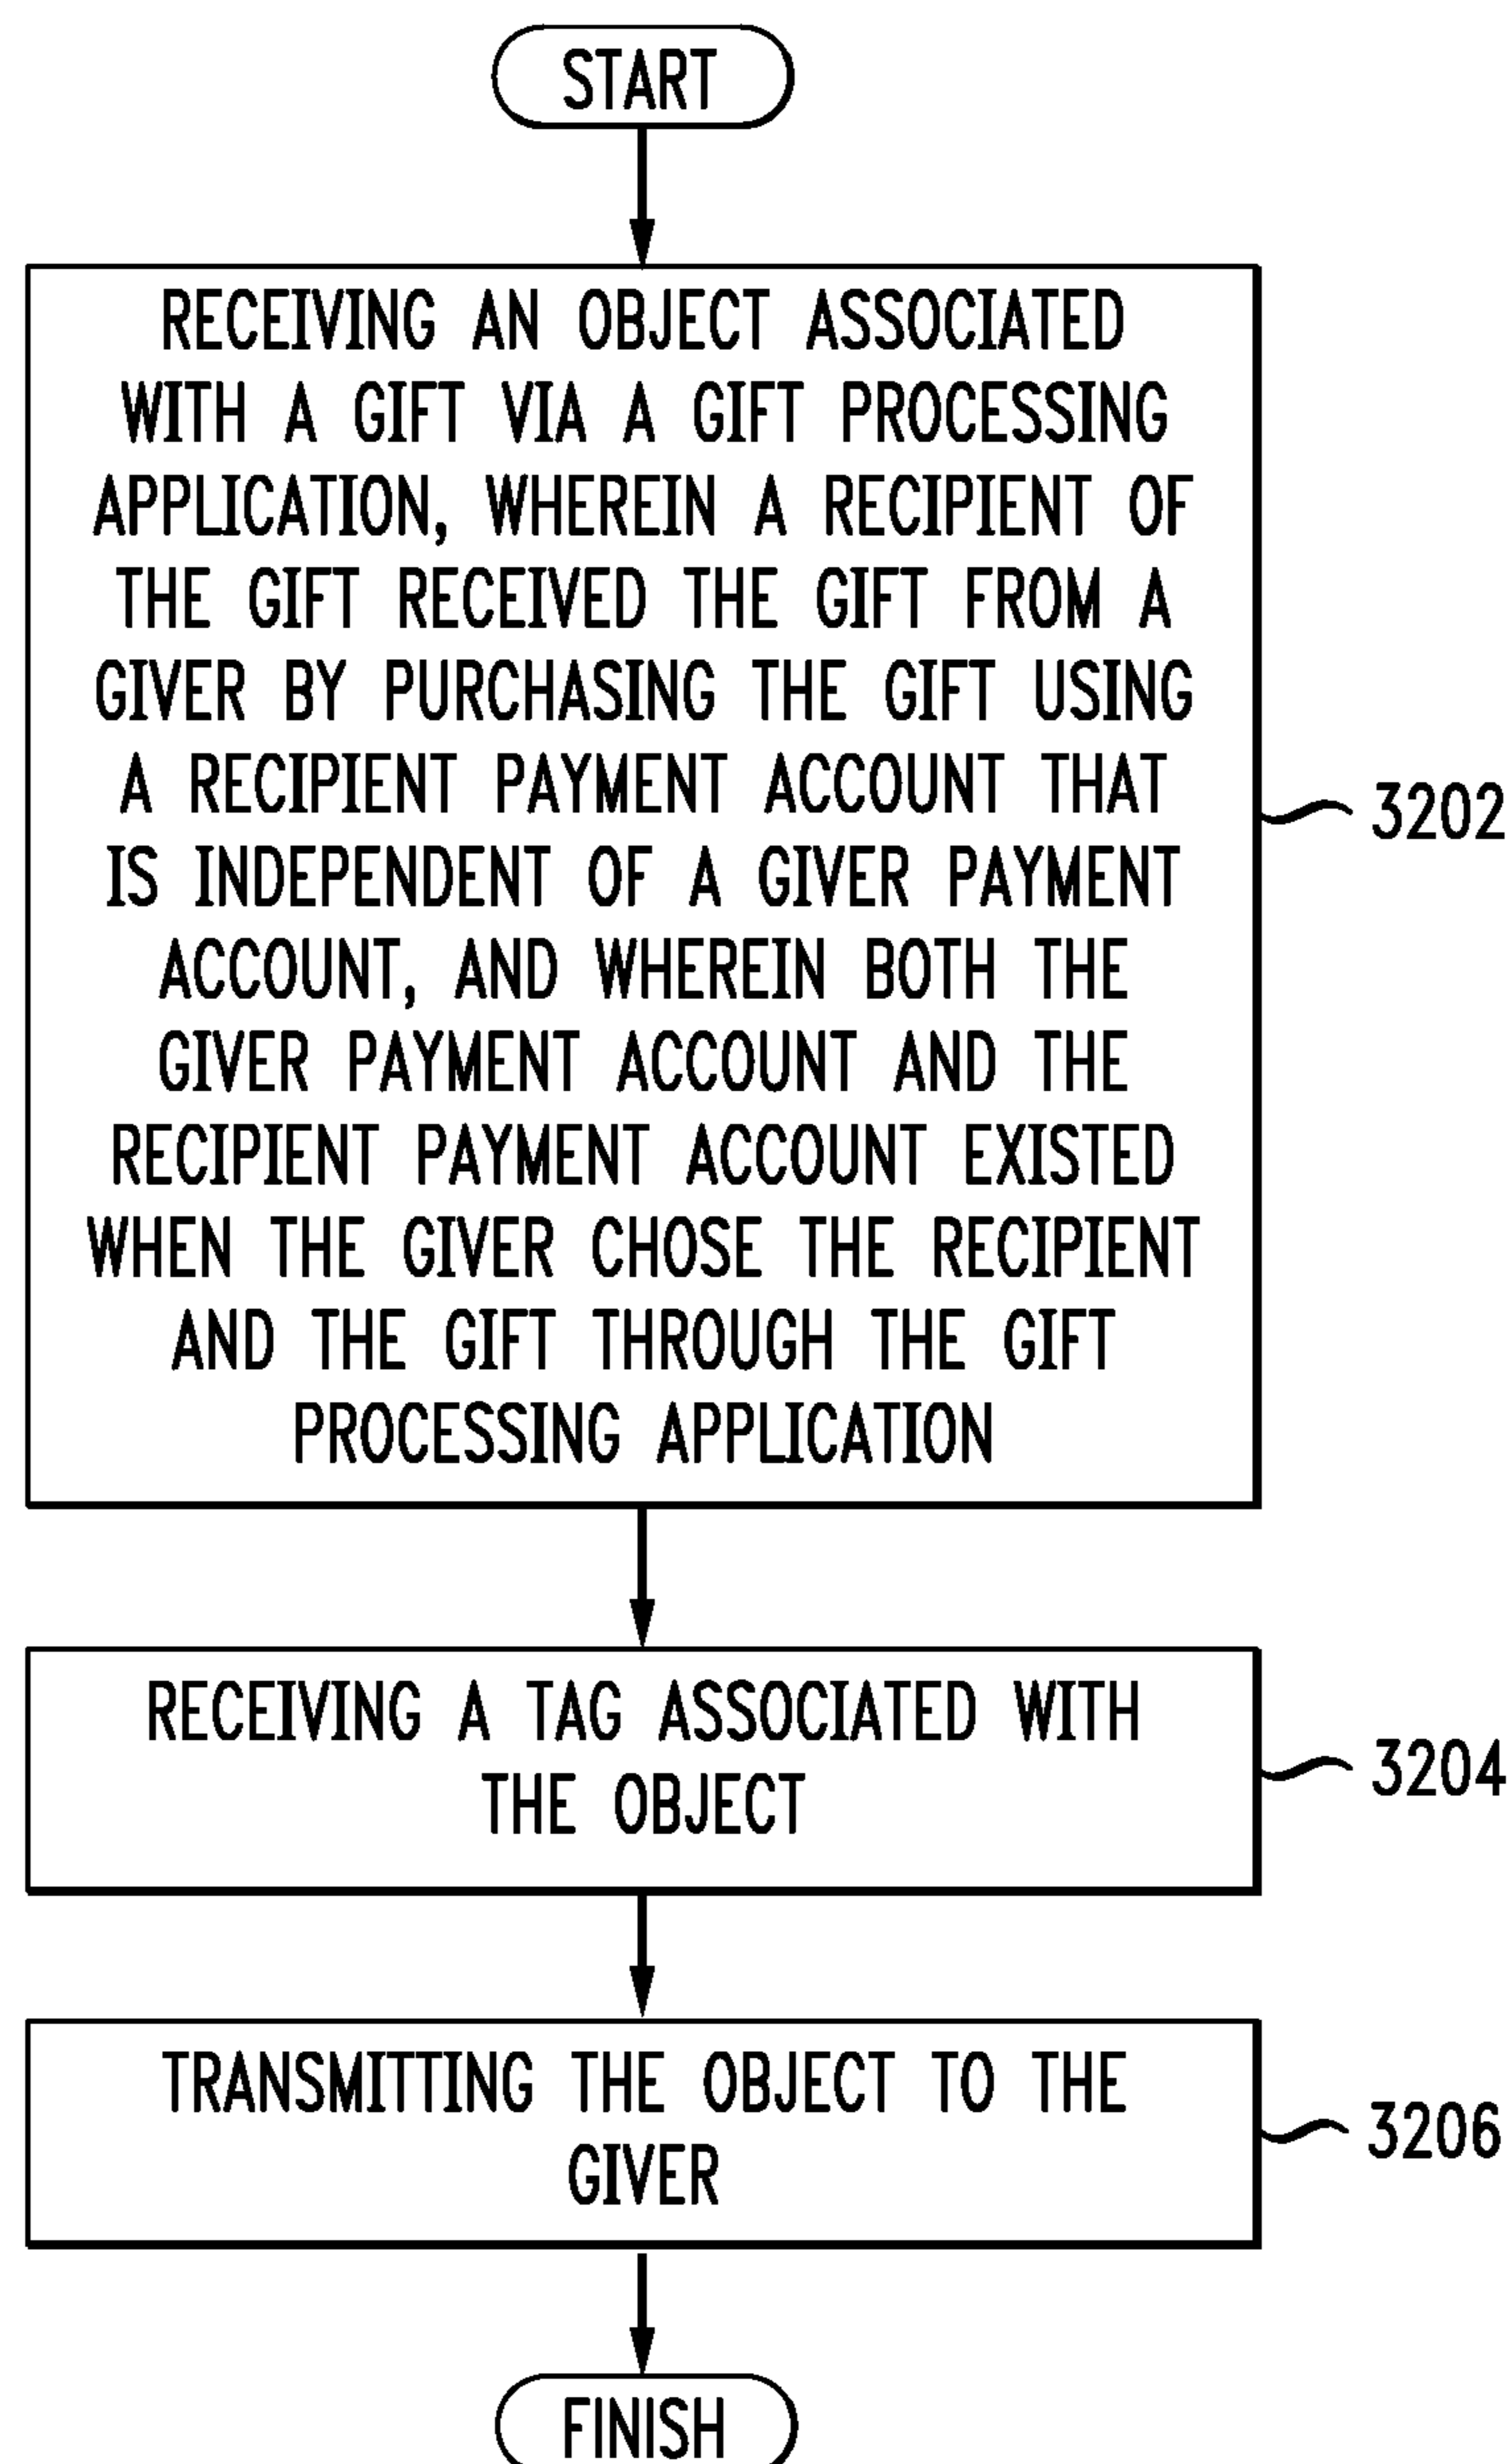 START
RECEIVING AN OBJECT ASSOCIATED
WITH A GIFT VIA A GIFT PROCESSING
APPLICATION, WHEREIN A RECIPIENT OF
THE GIFT RECEIVED THE GIFT FROM A
GIVER BY PURCHASING THE GIFT USING
A RECIPIENT PAYMENT ACCOUNT THAT
IS INDEPENDENT OF A GIVER PAYMENT
ACCOUNT, AND WHEREIN BOTH THE
GIVER PAYMENT ACCOUNT AND THE
RECIPIENT PAYMENT ACCOUNT EXISTED
WHEN THE GIVER CHOSE THE RECIPIENT
AND THE GIFT THROUGH THE GIFT
PROCESSING APPLICATION
3202
RECEIVING A TAG ASSOCIATED WITH
THE OBJECT
3204
TRANSMITTING THE OBJECT TO THE
GIVER
3206
FINISH